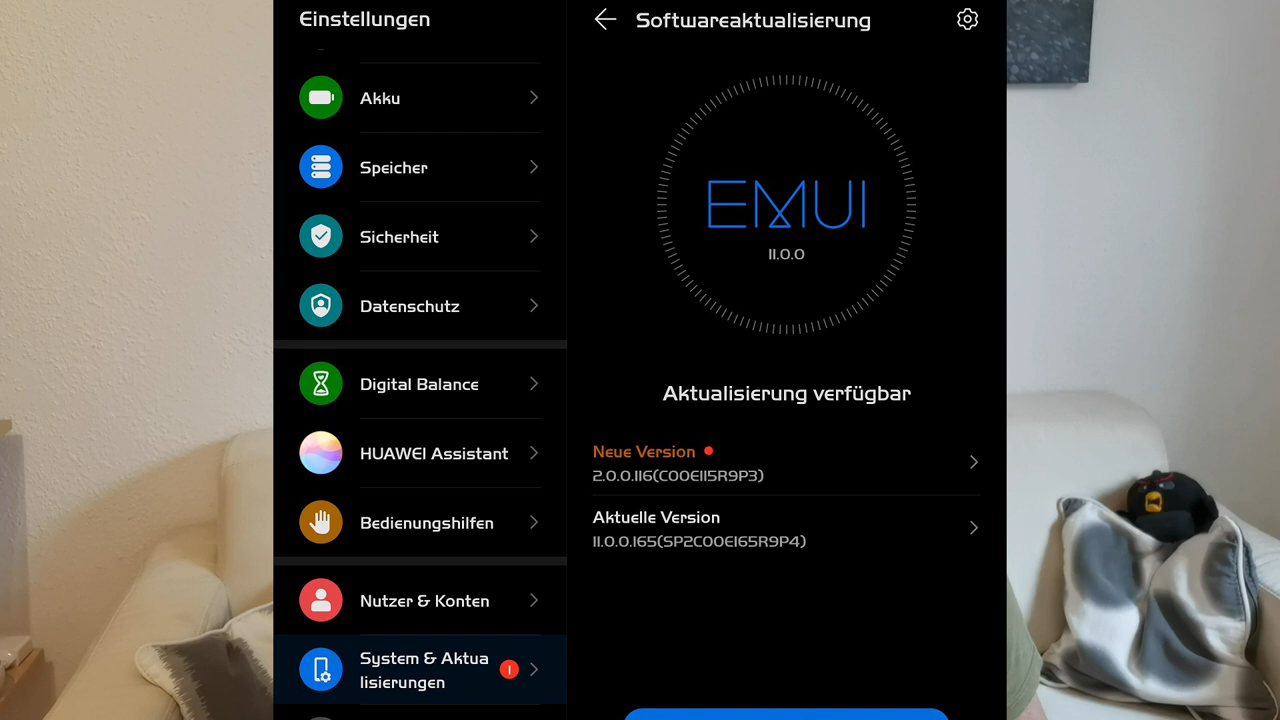 Einstellungen
Akku
Speicher
Sicherheit
Datenschutz
Digital Balance
HUAWEI Assistant
Bedienungshilfen
Nutzer & Konten
System & Aktua
lisierungen
1
Softwareaktualisierung
EMUI
11.0.0
Aktualisierung verfügbar
Neue Version
2.0.0.116(C00E115R9P3)
Aktuelle Version
11.0.0.165(SP2C00E165R9P4)